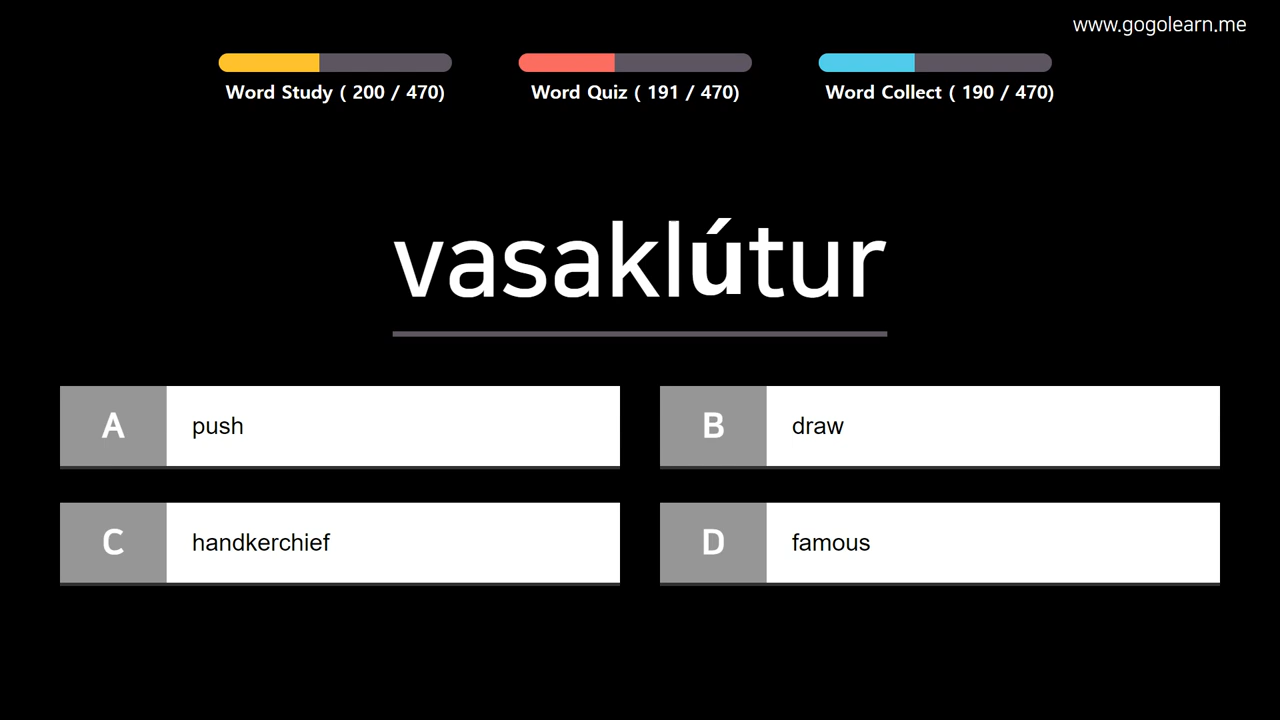 www.gogolearn.me
Word Study ( 200 / 470)
Word Quiz ( 191 / 470)
Word Collect ( 190 / 470)
vasaklútur
A push
B draw
C handkerchief
D famous